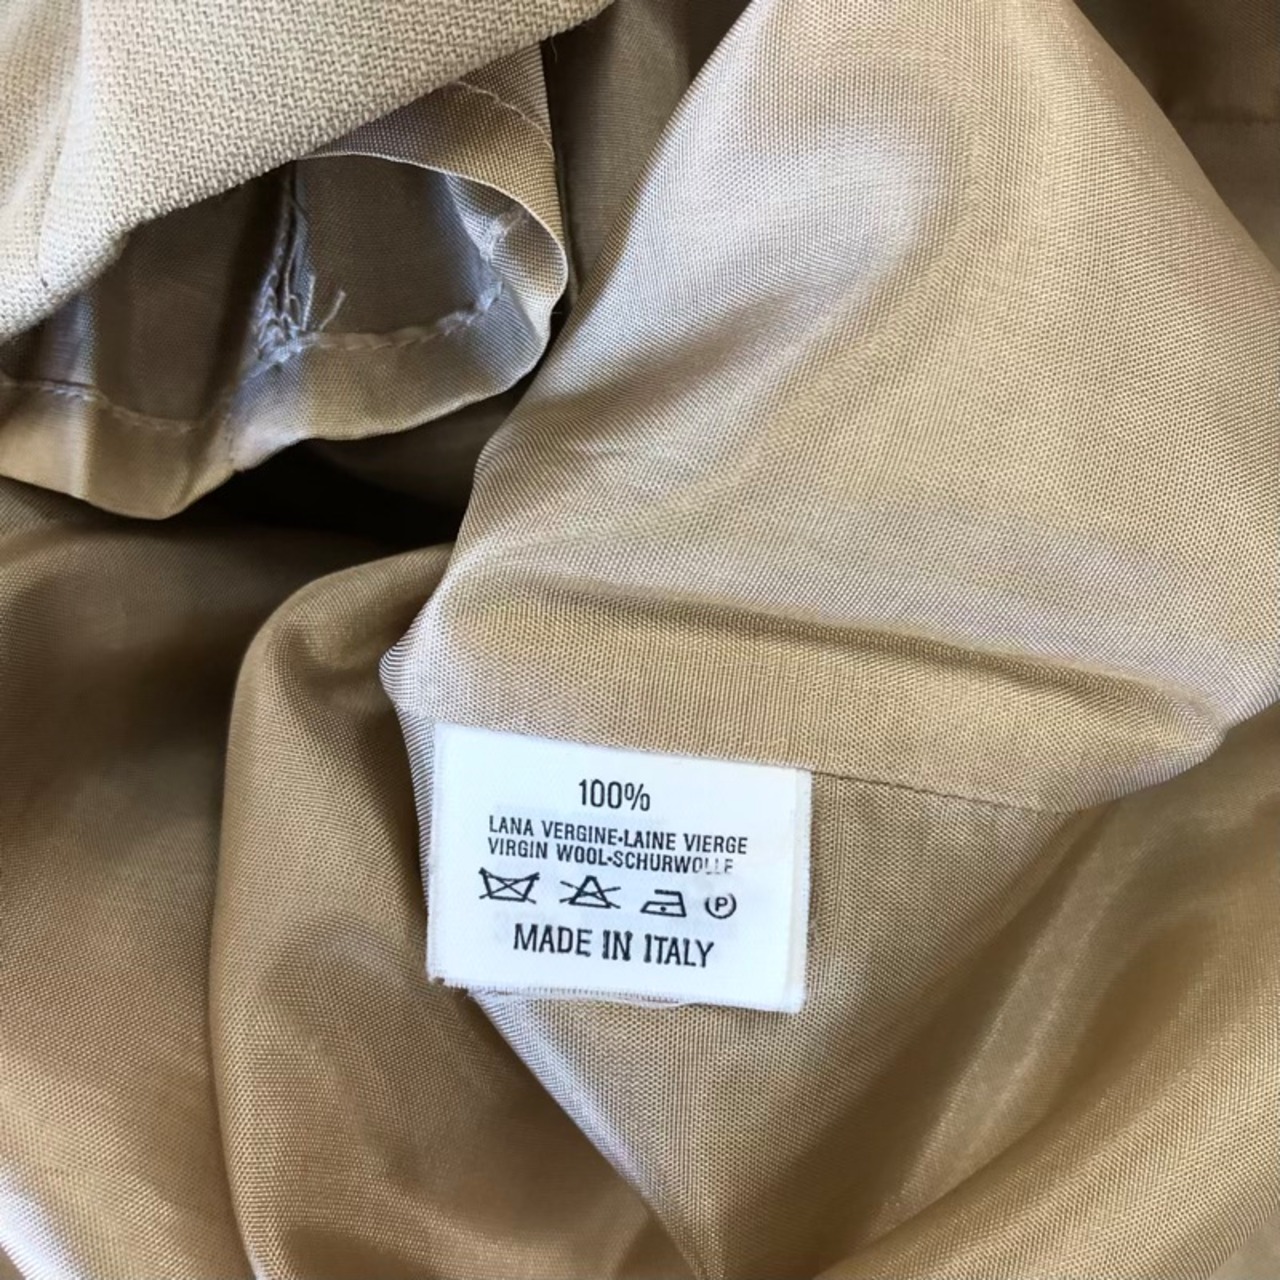 100%
LANA VERGINE•LAINE VIERGE
VIRGIN WOOL•SCHURWOLLE
P
MADE IN ITALY